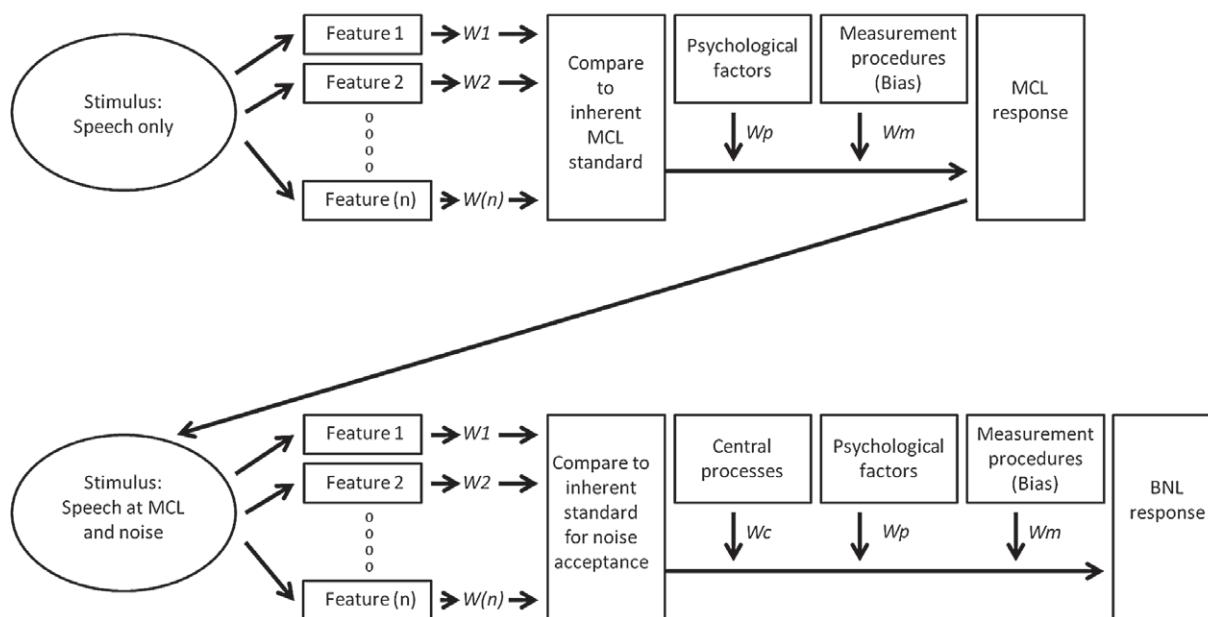 Stimulus:
Speech only
Feature 1
W1
Feature 2
W2
o
o
o
o
Feature (n)
W(n)
Compare
to
inherent
MCL
standard
Psychological
factors
Wp
Measurement
procedures
(Bias)
Wm
MCL
response
Stimulus:
Speech at MCL
and noise
Feature 1
W1
Feature 2
W2
o
o
o
o
Feature (n)
W(n)
Compare to
inherent
standard
for noise
acceptance
Central
processes
Wc
Psychological
factors
Wp
Measurement
procedures
(Bias)
Wm
BNL
response